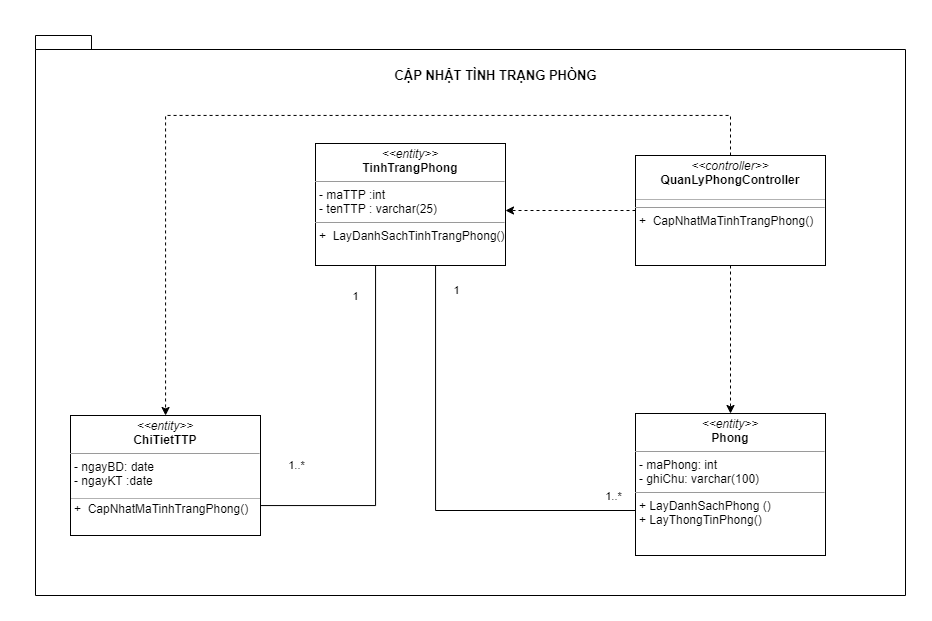 CẬP NHẬT TÌNH TRẠNG PHÒNG
<<entity>>
TinhTrangPhong
- maTTP :int
- tenTTP : varchar(25)
+ LayDanhSachTinhTrangPhong()
<<controller>>
QuanLyPhongController
+ CapNhatMaTinhTrangPhong()
1
1
<<entity>>
ChiTietTTP
- ngayBD: date
- ngayKT :date
+ CapNhatMaTinhTrangPhong()
1..*
1..*
<<entity>>
Phong
- maPhong: int
- ghiChu: varchar(100)
+ LayDanhSachPhong ()
+ LayThongTinPhong()